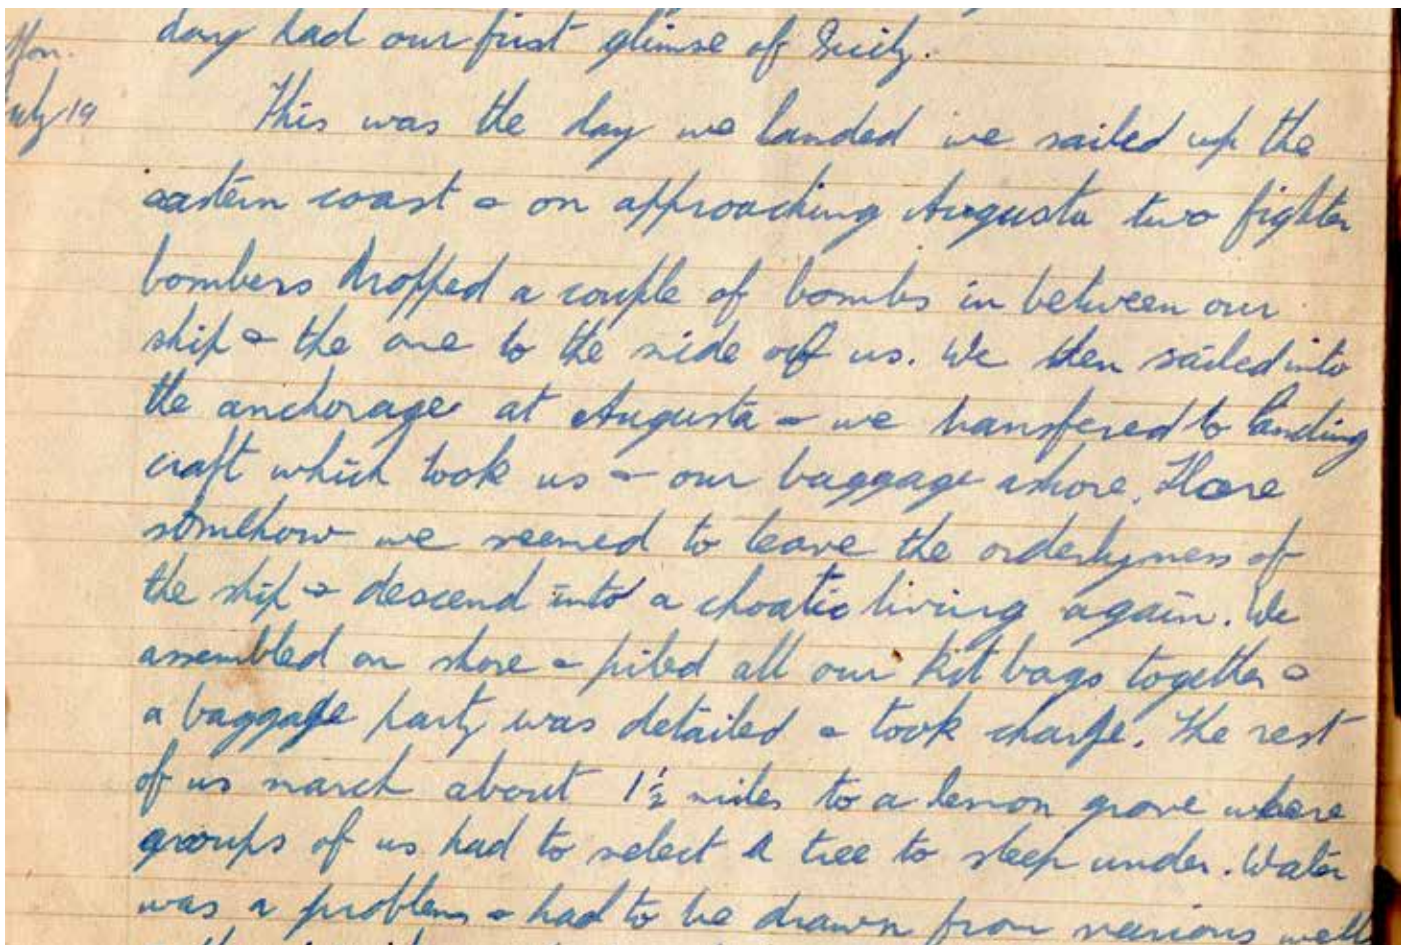 day had our first glimse of Sicily.
Mon.
July 19
This was the day we landed we sailed up the
eastern coast & on approaching Augusta two fighter
bombers dropped a couple of bombs in between our
ship & the one to the side of us. We then sailed into
the anchorage at Augusta & we transfered to landing
craft which took us & our baggage ashore. Here
somehow we seemed to leave the orderlyness of
the ship & descend into a choatic living again. We
assembled on shore & piled all our kit bags together &
a baggage party was detailed & took charge. The rest
of us march about 1½ miles to a lemon grove where
groups of us had to select a tree to sleep under. Water
was a problem & had to be drawn from various wells